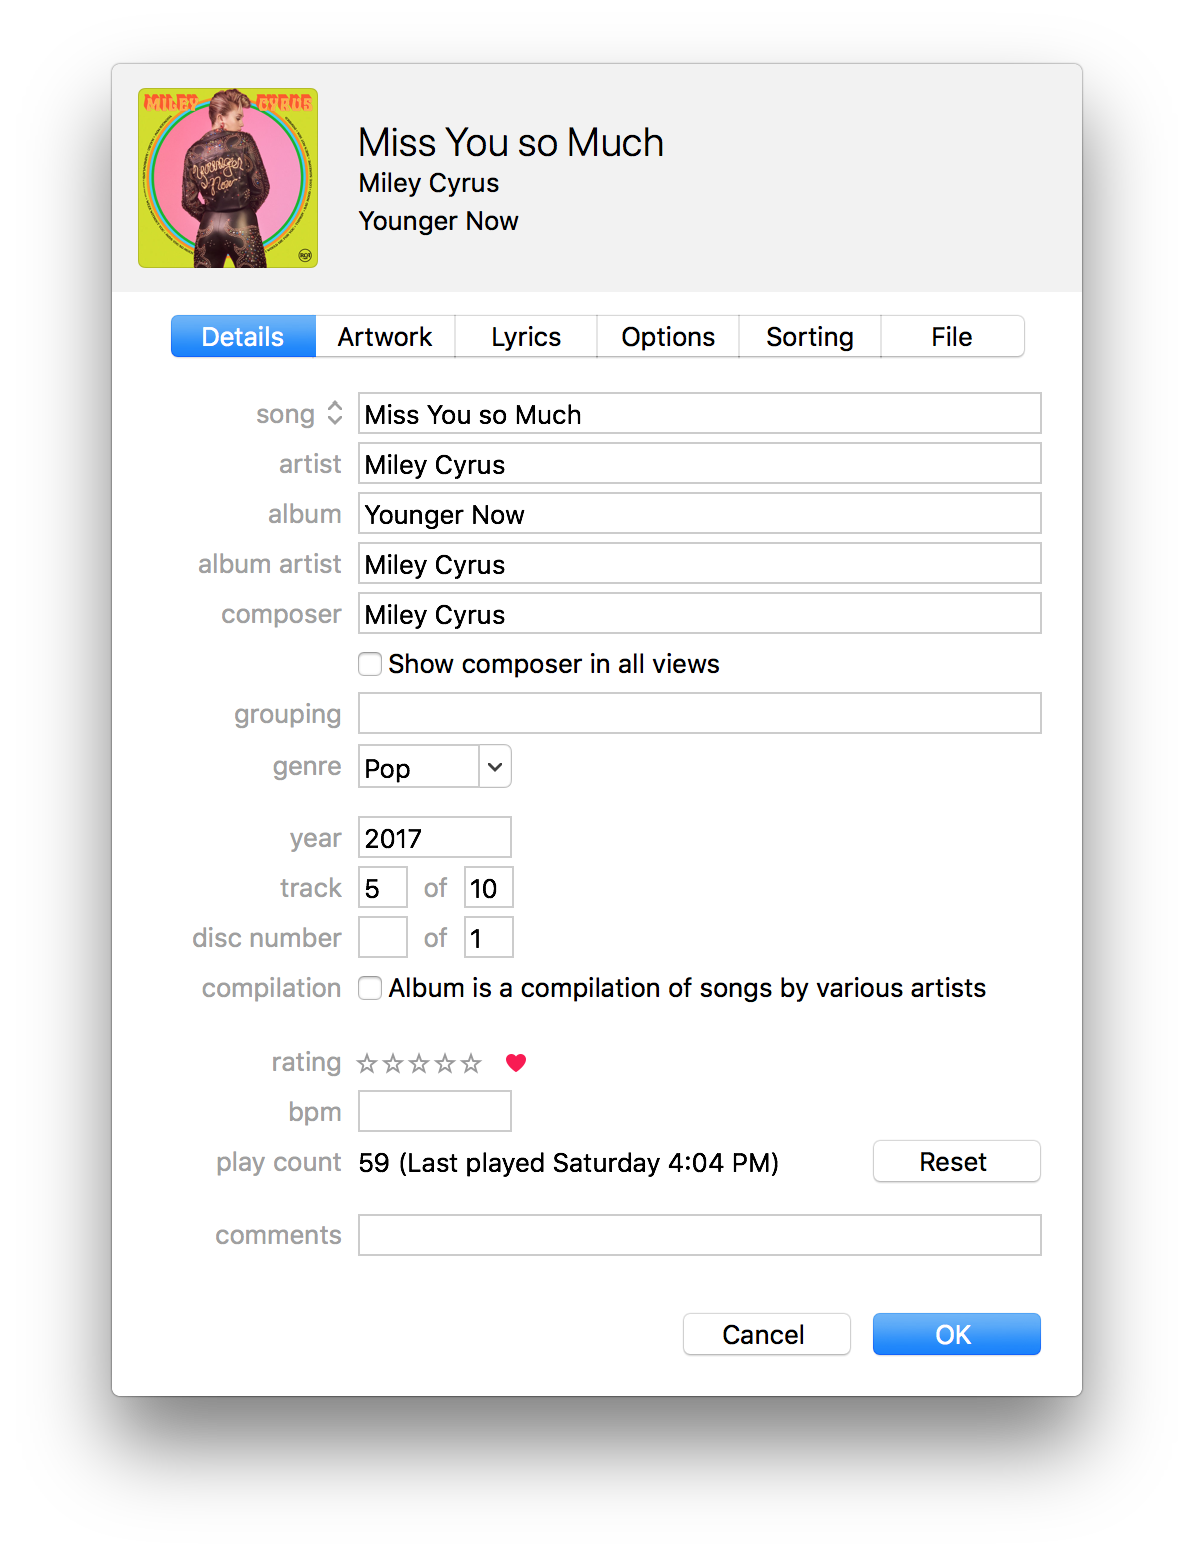 MILEY CYRUS
Younger
Now
Miss You so Much
Miley Cyrus
Younger Now
Details Artwork Lyrics Options Sorting File
song Miss You so Much
artist Miley Cyrus
album Younger Now
album artist Miley Cyrus
composer Miley Cyrus
Show composer in all views
grouping
genre Pop
year 2017
track 5 of 10
disc number of 1
compilation Album is a compilation of songs by various artists
rating
bpm
play count 59 (Last played Saturday 4:04 PM) Reset
comments
Cancel OK